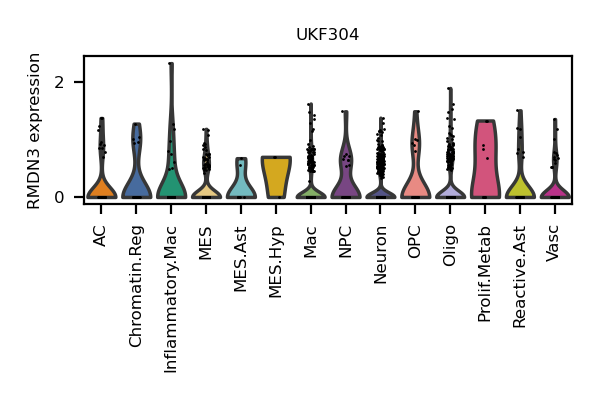 UKF304
RMDN3 expression
2
0
AC
Chromatin.Reg
Inflammatory.Mac
MES
MES.Ast
MES.Hyp
Mac
NPC
Neuron
OPC
Oligo
Prolif.Metab
Reactive.Ast
Vasc